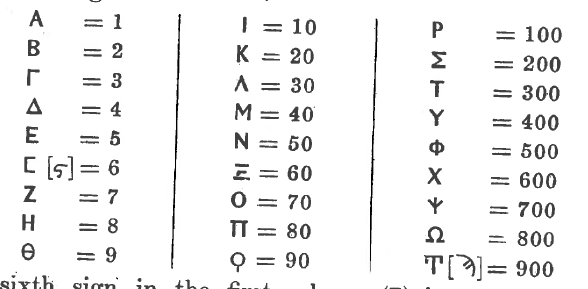 Α = 1
Β = 2
Γ = 3
Δ = 4
Ε = 5
Ϲ [ϛ] = 6
Ζ = 7
Η = 8
Θ = 9
Ι = 10
Κ = 20
Λ = 30
Μ = 40
Ν = 50
Ξ = 60
Ο = 70
Π = 80
Ϙ = 90
Ρ = 100
Σ = 200
Τ = 300
Υ = 400
Φ = 500
Χ = 600
Ψ = 700
Ω = 800
Ͳ [ϡ] = 900
sixth sign in the first